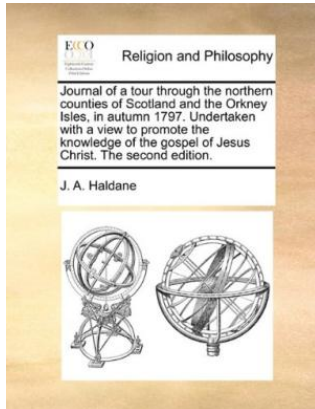 ECCO
Religion and Philosophy
Journal of a tour through the northern
counties of Scotland and the Orkney
Isles, in autumn 1797. Undertaken
with a view to promote the
knowledge of the gospel of Jesus
Christ. The second edition.
J. A. Haldane